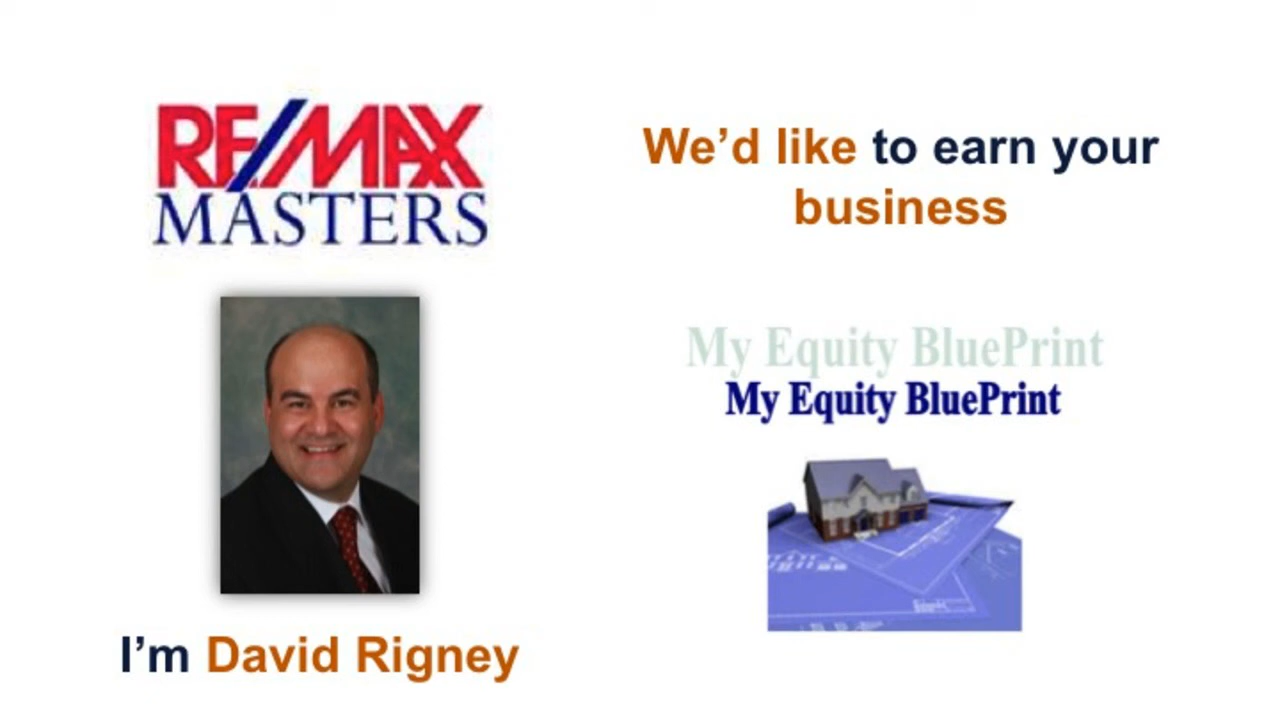 RE/MAX
MASTERS
I’m David Rigney
We’d like to earn your
business
My Equity BluePrint
My Equity BluePrint